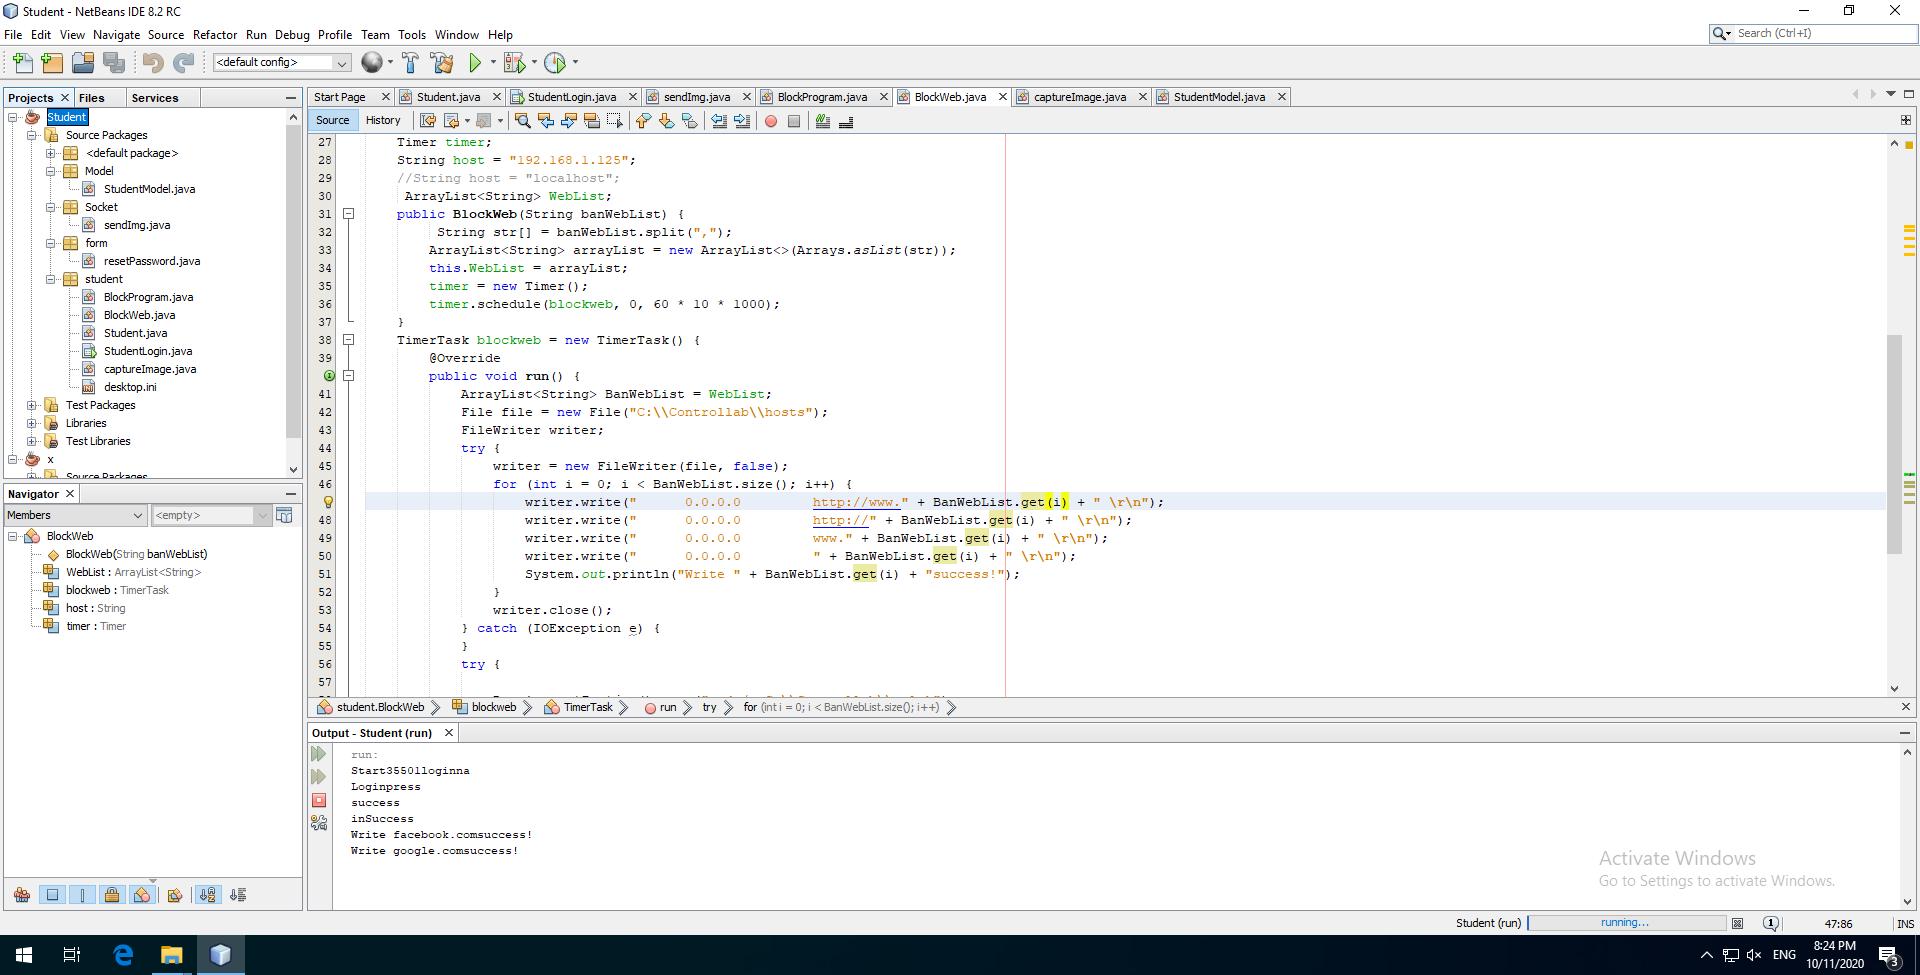 Student - NetBeans IDE 8.2 RC
File Edit View Navigate Source Refactor Run Debug Profile Team Tools Window Help
Search (Ctrl+I)
<default config>
Projects Files Services
Student
Source Packages
<default package>
Model
StudentModel.java
Socket
sendImg.java
form
resetPassword.java
student
BlockProgram.java
BlockWeb.java
Student.java
StudentLogin.java
captureImage.java
desktop.ini
Test Packages
Libraries
Test Libraries
x
Source Packages
Navigator
Members <empty>
BlockWeb
BlockWeb(String banWebList)
WebList : ArrayList<String>
blockweb : TimerTask
host : String
timer : Timer
Start Page Student.java StudentLogin.java sendImg.java BlockProgram.java BlockWeb.java captureImage.java StudentModel.java
Source History
27 Timer timer;
28 String host = "192.168.1.125";
29 //String host = "localhost";
30 ArrayList<String> WebList;
31 public BlockWeb(String banWebList) {
32 String str[] = banWebList.split(",");
33 ArrayList<String> arrayList = new ArrayList<>(Arrays.asList(str));
34 this.WebList = arrayList;
35 timer = new Timer();
36 timer.schedule(blockweb, 0, 60 * 10 * 1000);
37 }
38 TimerTask blockweb = new TimerTask() {
39 @Override
public void run() {
41 ArrayList<String> BanWebList = WebList;
42 File file = new File("C:\\Controllab\\hosts");
43 FileWriter writer;
44 try {
45 writer = new FileWriter(file, false);
46 for (int i = 0; i < BanWebList.size(); i++) {
writer.write("      0.0.0.0         http://www." + BanWebList.get(i) + " \r\n");
48 writer.write("      0.0.0.0         http://" + BanWebList.get(i) + " \r\n");
49 writer.write("      0.0.0.0         www." + BanWebList.get(i) + " \r\n");
50 writer.write("      0.0.0.0         " + BanWebList.get(i) + " \r\n");
51 System.out.println("Write " + BanWebList.get(i) + "success!");
52 }
53 writer.close();
54 } catch (IOException e) {
55 }
56 try {
57
student.BlockWeb blockweb TimerTask run try for (int i = 0; i < BanWebList.size(); i++)
Output - Student (run)
run:
Start35501loginna
Loginpress
success
inSuccess
Write facebook.comsuccess!
Write google.comsuccess!
Activate Windows
Go to Settings to activate Windows.
Student (run) running... 1 47:86 INS
ENG 8:24 PM
10/11/2020
3